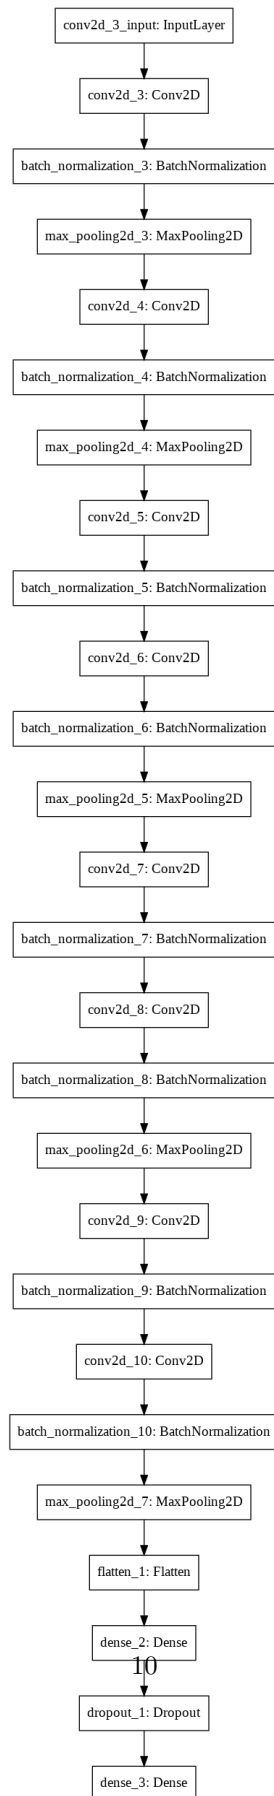 conv2d_3_input: InputLayer
conv2d_3: Conv2D
batch_normalization_3: BatchNormalization
max_pooling2d_3: MaxPooling2D
conv2d_4: Conv2D
batch_normalization_4: BatchNormalization
max_pooling2d_4: MaxPooling2D
conv2d_5: Conv2D
batch_normalization_5: BatchNormalization
conv2d_6: Conv2D
batch_normalization_6: BatchNormalization
max_pooling2d_5: MaxPooling2D
conv2d_7: Conv2D
batch_normalization_7: BatchNormalization
conv2d_8: Conv2D
batch_normalization_8: BatchNormalization
max_pooling2d_6: MaxPooling2D
conv2d_9: Conv2D
batch_normalization_9: BatchNormalization
conv2d_10: Conv2D
batch_normalization_10: BatchNormalization
max_pooling2d_7: MaxPooling2D
flatten_1: Flatten
dense_2: Dense
10
dropout_1: Dropout
dense_3: Dense